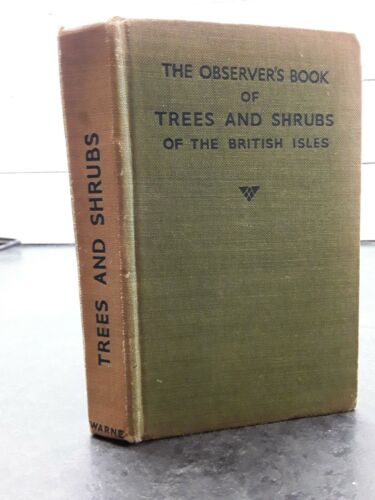 THE OBSERVER'S BOOK
OF
TREES AND SHRUBS
OF THE BRITISH ISLES
TREES AND SHRUBS
WARNE